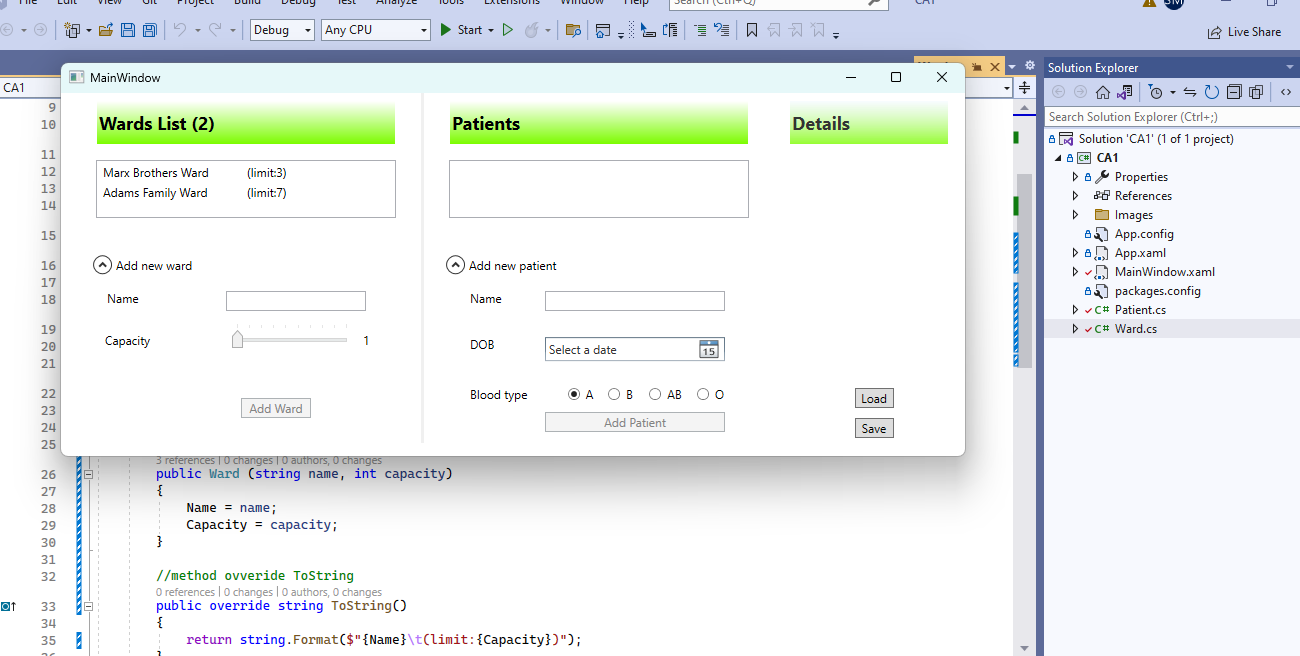 File Edit View Git Project Build Debug Test Analyze Tools Extensions Window Help Search (Ctrl+Q) CA1 SM
Debug Any CPU Start Live Share
CA1
MainWindow
Wards List (2) Patients Details
Marx Brothers Ward (limit:3)
Adams Family Ward (limit:7)
Add new ward Add new patient
Name Name
Capacity 1
DOB Select a date 15
Blood type A B AB O
Add Ward Add Patient
Load
Save
9
10
11
12
13
14
15
16
17
18
19
20
21
22
23
24
25
3 references | 0 changes | 0 authors, 0 changes
26 public Ward (string name, int capacity)
27 {
28 Name = name;
29 Capacity = capacity;
30 }
31
32 //method ovveride ToString
0 references | 0 changes | 0 authors, 0 changes
33 public override string ToString()
34 {
35 return string.Format($"{Name}\t(limit:{Capacity})");
Solution Explorer
Search Solution Explorer (Ctrl+;)
Solution 'CA1' (1 of 1 project)
C# CA1
Properties
References
Images
App.config
App.xaml
MainWindow.xaml
packages.config
C# Patient.cs
C# Ward.cs